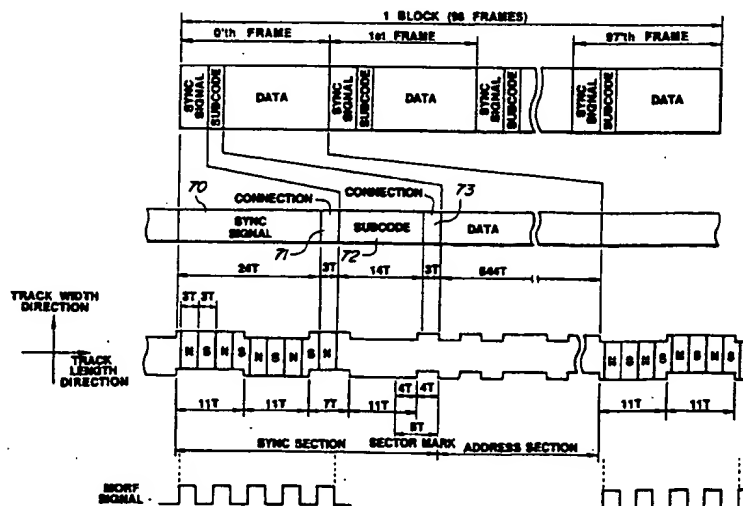 1 BLOCK (98 FRAMES)
0'th FRAME
1st FRAME
97'th FRAME
SYNC SIGNAL
SUBCODE
DATA
SYNC SIGNAL
SUBCODE
DATA
SYNC SIGNAL
SUBCODE
SYNC SIGNAL
SUBCODE
DATA
70
CONNECTION
CONNECTION
73
SYNC SIGNAL
SUBCODE
DATA
71
72
24T
3T
14T
3T
544T
TRACK WIDTH DIRECTION
3T
3T
N S N S N S N S N
N S N S N S N S
TRACK LENGTH DIRECTION
11T
11T
7T
11T
4T
4T
8T
11T
11T
SYNC SECTION
SECTOR MARK
ADDRESS SECTION
MORF SIGNAL